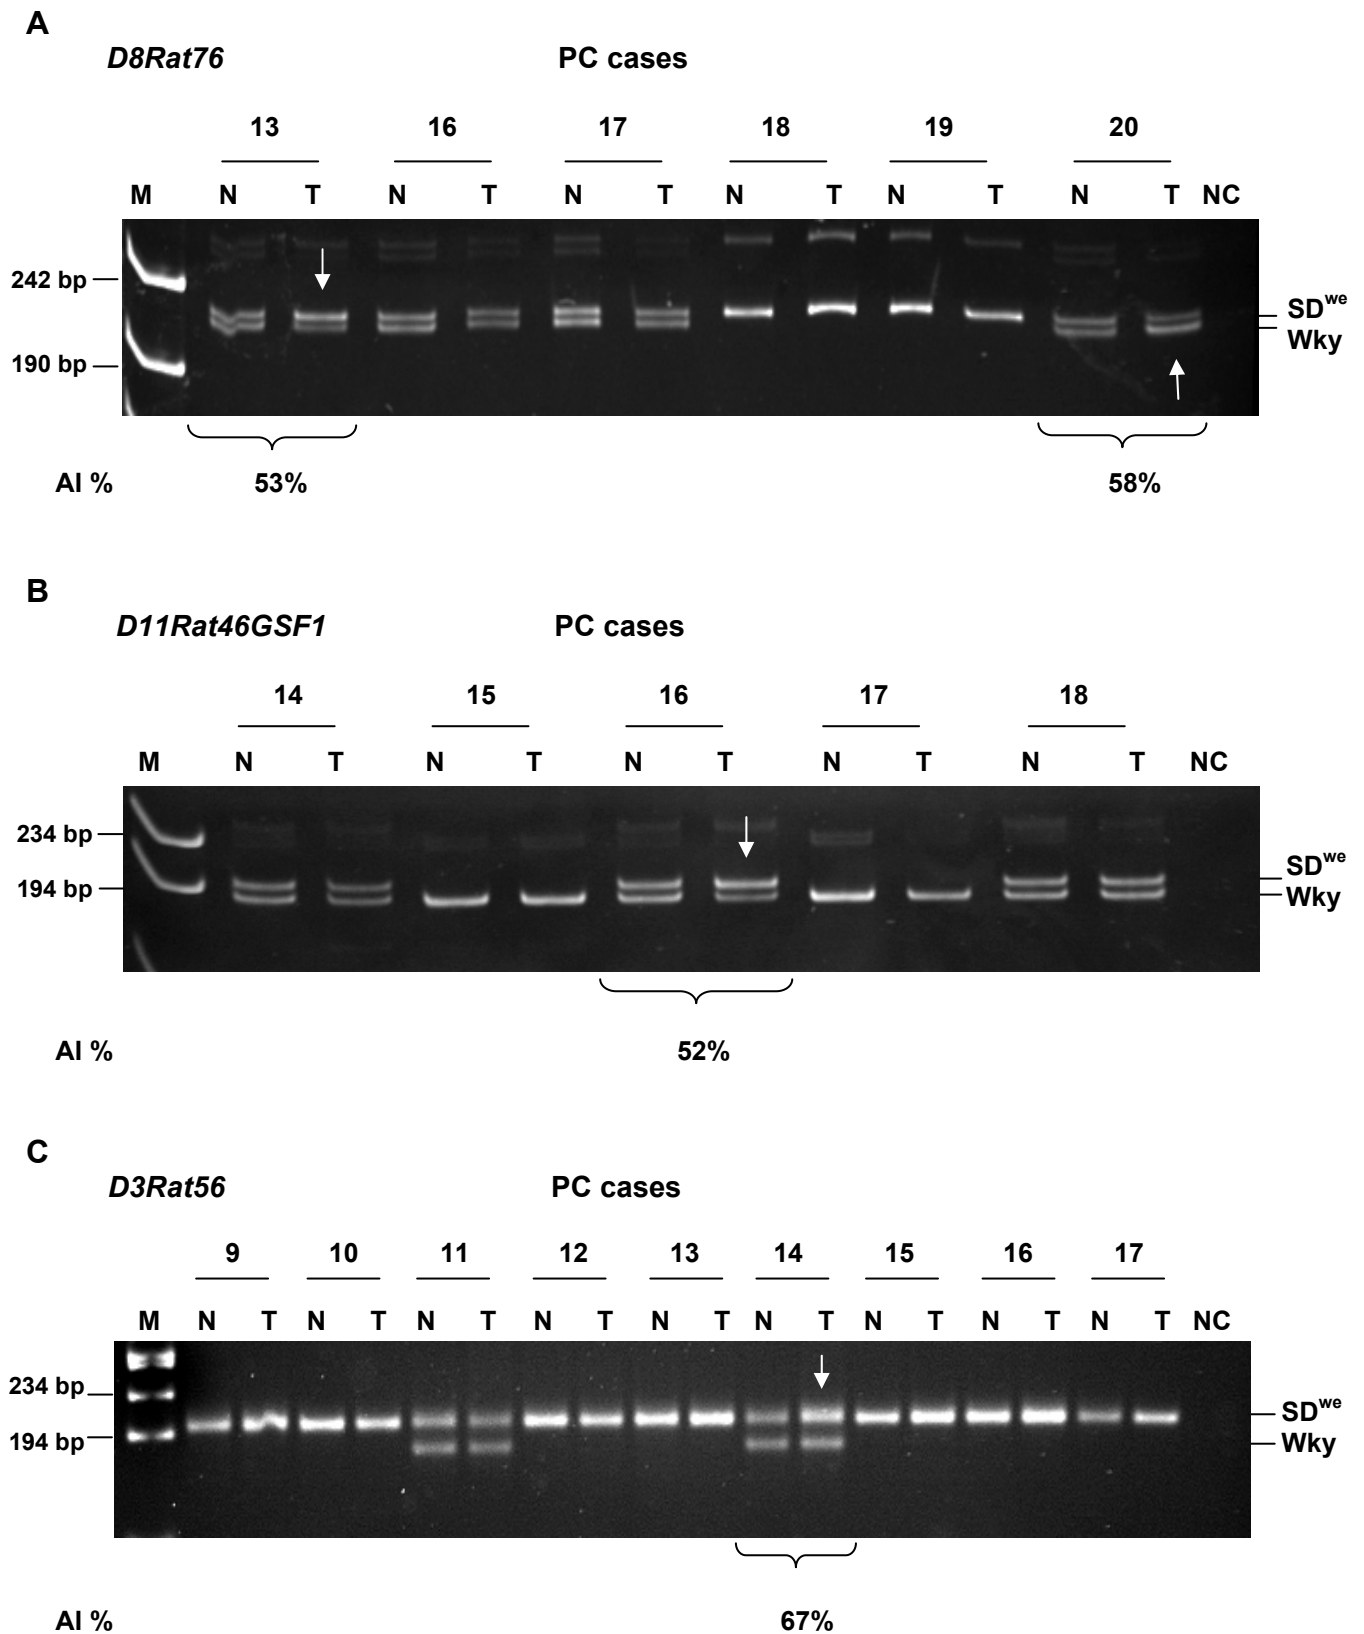 A
D8Rat76 PC cases
13 16 17 18 19 20
M N T N T N T N T N T N T NC
242 bp
SDwe
Wky
190 bp
AI % 53% 58%
B
D11Rat46GSF1 PC cases
14 15 16 17 18
M N T N T N T N T N T NC
234 bp
SDwe
194 bp
Wky
AI % 52%
C
D3Rat56 PC cases
9 10 11 12 13 14 15 16 17
M N T N T N T N T N T N T N T N T N T NC
234 bp
SDwe
194 bp
Wky
AI % 67%